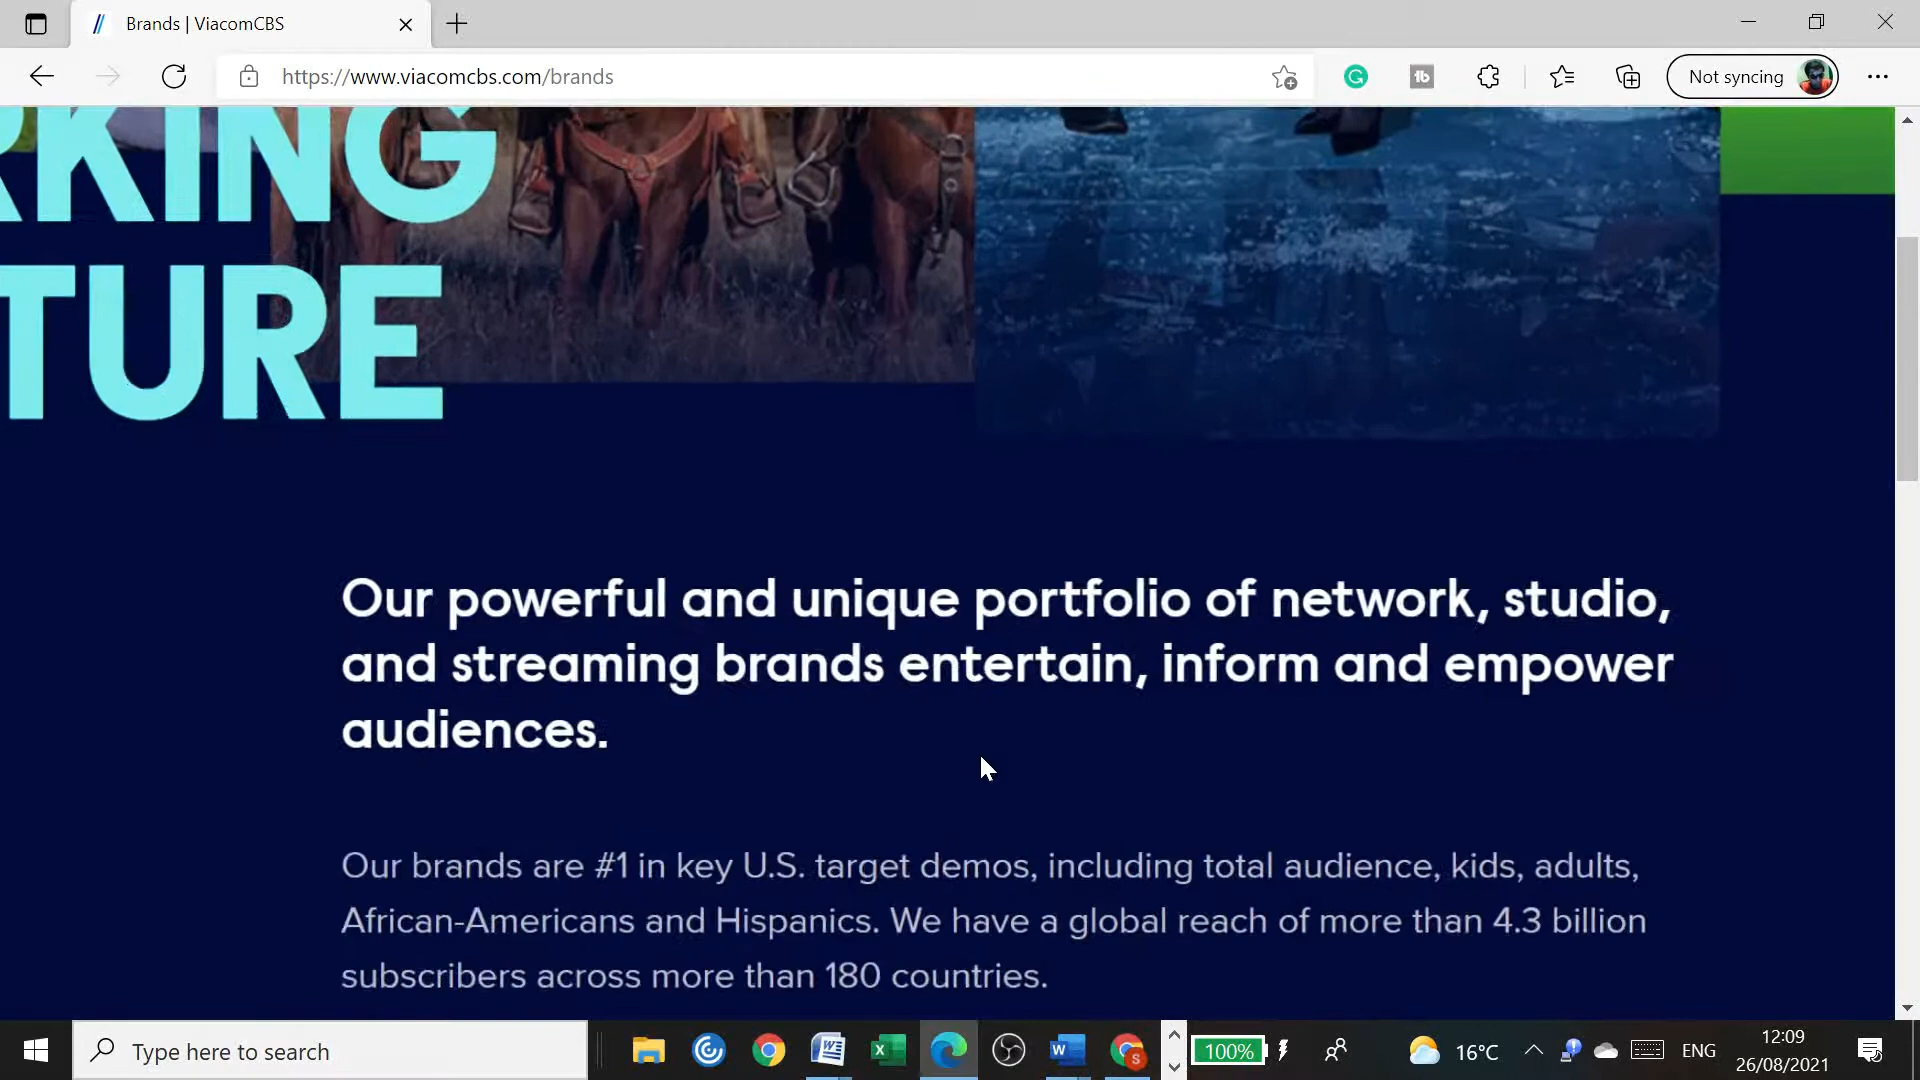 Brands | ViacomCBS
https://www.viacomcbs.com/brands
Not syncing
RKING
TURE
Our powerful and unique portfolio of network, studio,
and streaming brands entertain, inform and empower
audiences.
Our brands are #1 in key U.S. target demos, including total audience, kids, adults,
African-Americans and Hispanics. We have a global reach of more than 4.3 billion
subscribers across more than 180 countries.
Type here to search
100%
16°C
ENG
12:09
26/08/2021